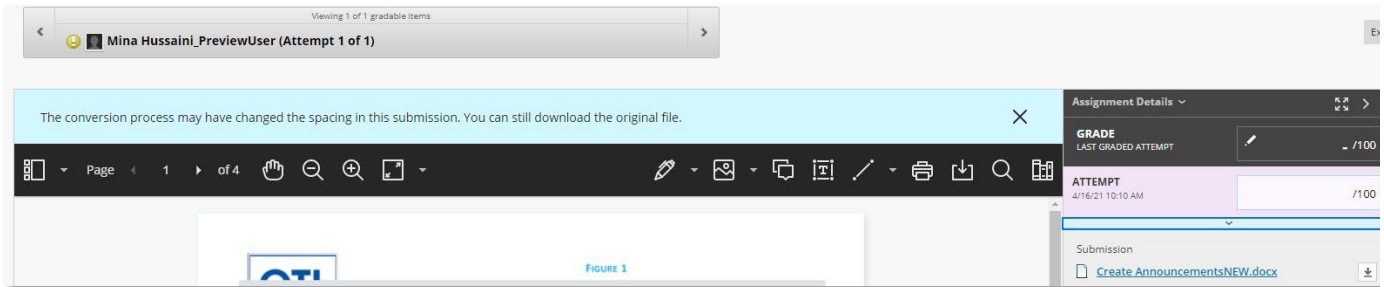 Viewing 1 of 1 gradable items
Mina Hussaini_PreviewUser (Attempt 1 of 1)
Ex
The conversion process may have changed the spacing in this submission. You can still download the original file.
Page 1 of 4
FIGURE 1
Assignment Details
GRADE
LAST GRADED ATTEMPT
- /100
ATTEMPT
4/16/21 10:10 AM
/100
Submission
Create AnnouncementsNEW.docx